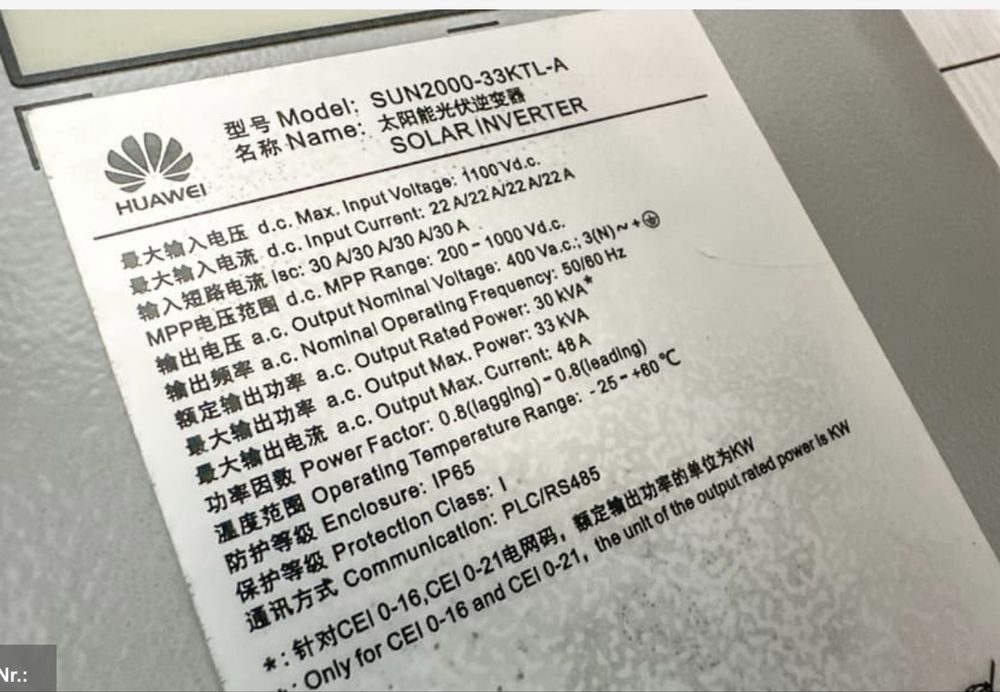 HUAWEI
型号 Model: SUN2000-33KTL-A
名称 Name: 太阳能光伏逆变器
SOLAR INVERTER
最大输入电压 d.c. Max. Input Voltage: 1100 Vd.c.
最大输入电流 d.c. Input Current: 22 A/22 A/22 A/22 A
输入短路电流 Isc: 30 A/30 A/30 A/30 A
MPP电压范围 d.c. MPP Range: 200 - 1000 Vd.c.
输出电压 a.c. Output Nominal Voltage: 400 Va.c.; 3(N)~ + ⏚
输出频率 a.c. Nominal Operating Frequency: 50/60 Hz
额定输出功率 a.c. Output Rated Power: 30 kVA*
最大输出功率 a.c. Output Max. Power: 33 kVA
最大输出电流 a.c. Output Max. Current: 48 A
功率因数 Power Factor: 0.8(lagging) - 0.8(leading)
温度范围 Operating Temperature Range: - 25 - +60 ℃
防护等级 Enclosure: IP65
保护等级 Protection Class: I
通讯方式 Communication: PLC/RS485
*: 针对CEI 0-16,CEI 0-21电网码，额定输出功率的单位为KW
*: Only for CEI 0-16 and CEI 0-21, the unit of the output rated power is KW
Nr.: